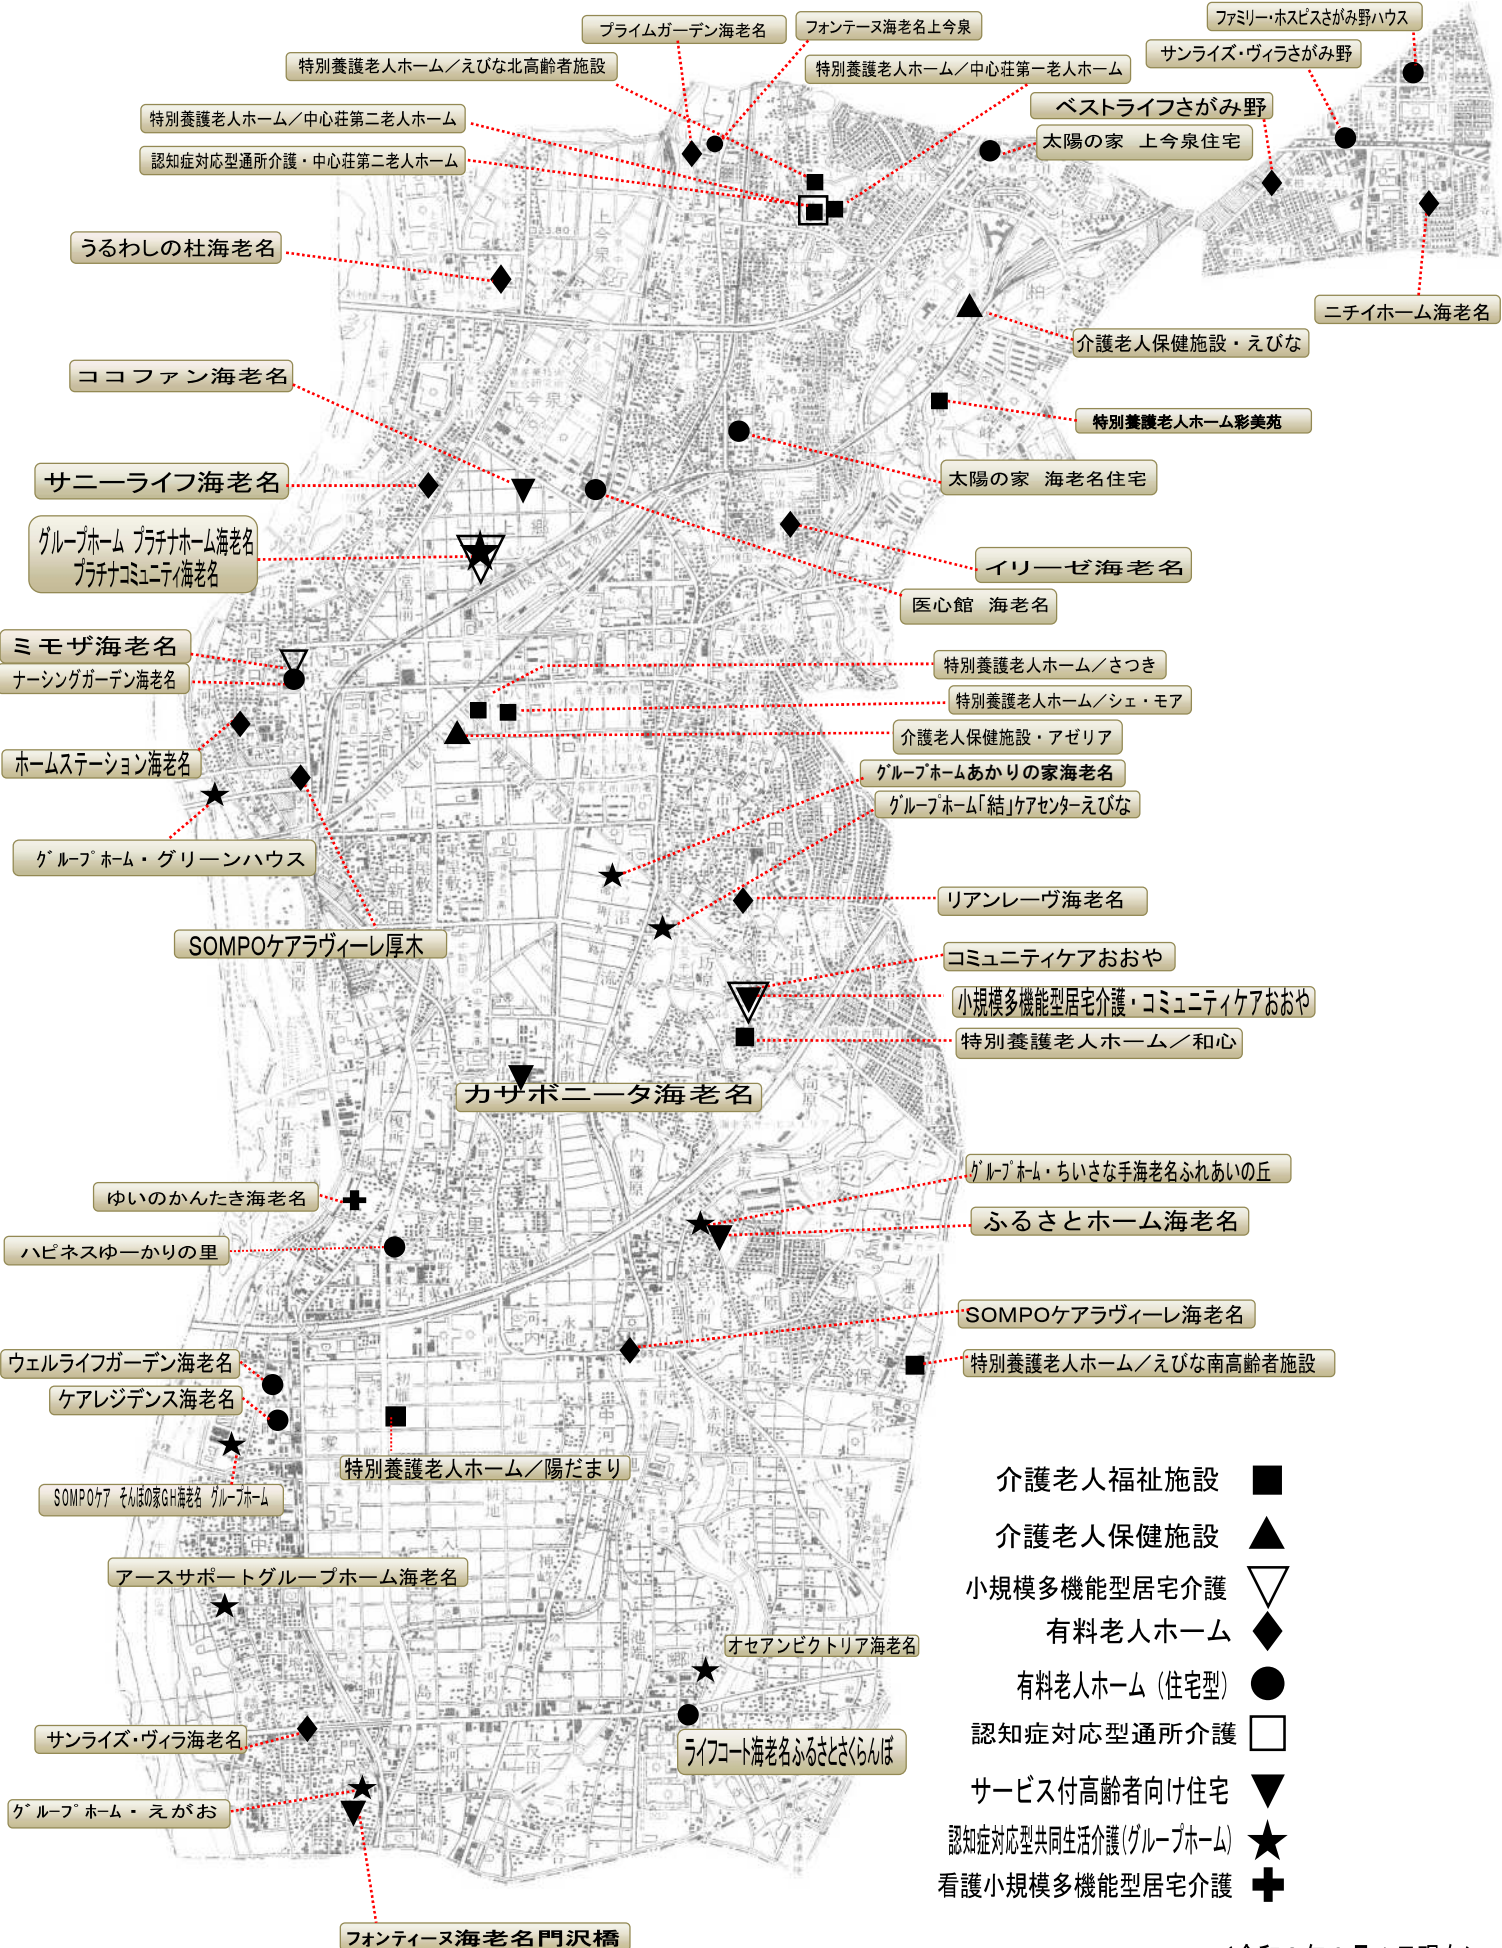 ファミリー・ホスピスさがみ野ハウス
プライムガーデン海老名
フォンテーヌ海老名上今泉
サンライズ・ヴィラさがみ野
特別養護老人ホーム／えびな北高齢者施設
特別養護老人ホーム／中心荘第一老人ホーム
ベストライフさがみ野
特別養護老人ホーム／中心荘第二老人ホーム
太陽の家　上今泉住宅
認知症対応型通所介護・中心荘第二老人ホーム
うるわしの杜海老名
ニチイホーム海老名
介護老人保健施設・えびな
ココファン海老名
特別養護老人ホーム彩美苑
サニーライフ海老名
太陽の家　海老名住宅
グループホーム　プラチナホーム海老名
プラチナコミュニティ海老名
イリーゼ海老名
医心館　海老名
ミモザ海老名
特別養護老人ホーム／さつき
ナーシングガーデン海老名
特別養護老人ホーム／シェ・モア
介護老人保健施設・アゼリア
ホームステーション海老名
グループホームあかりの家海老名
グループホーム「結」ケアセンターえびな
グループホーム・グリーンハウス
リアンレーヴ海老名
SOMPOケアラヴィーレ厚木
コミュニティケアおおや
小規模多機能型居宅介護・コミュニティケアおおや
特別養護老人ホーム／和心
カサボニータ海老名
グループホーム・ちいさな手海老名ふれあいの丘
ゆいのかんたき海老名
ふるさとホーム海老名
ハピネスゆーかりの里
SOMPOケアラヴィーレ海老名
ウェルライフガーデン海老名
特別養護老人ホーム／えびな南高齢者施設
ケアレジデンス海老名
特別養護老人ホーム／陽だまり
SOMPOケア　そんぽの家GH海老名　グループホーム
アースサポートグループホーム海老名
オセアンビクトリア海老名
サンライズ・ヴィラ海老名
ライフコート海老名ふるさとさくらんぼ
グループホーム・えがお
フォンティーヌ海老名門沢橋
介護老人福祉施設
介護老人保健施設
小規模多機能型居宅介護
有料老人ホーム
有料老人ホーム（住宅型）
認知症対応型通所介護
サービス付高齢者向け住宅
認知症対応型共同生活介護（グループホーム）
看護小規模多機能型居宅介護